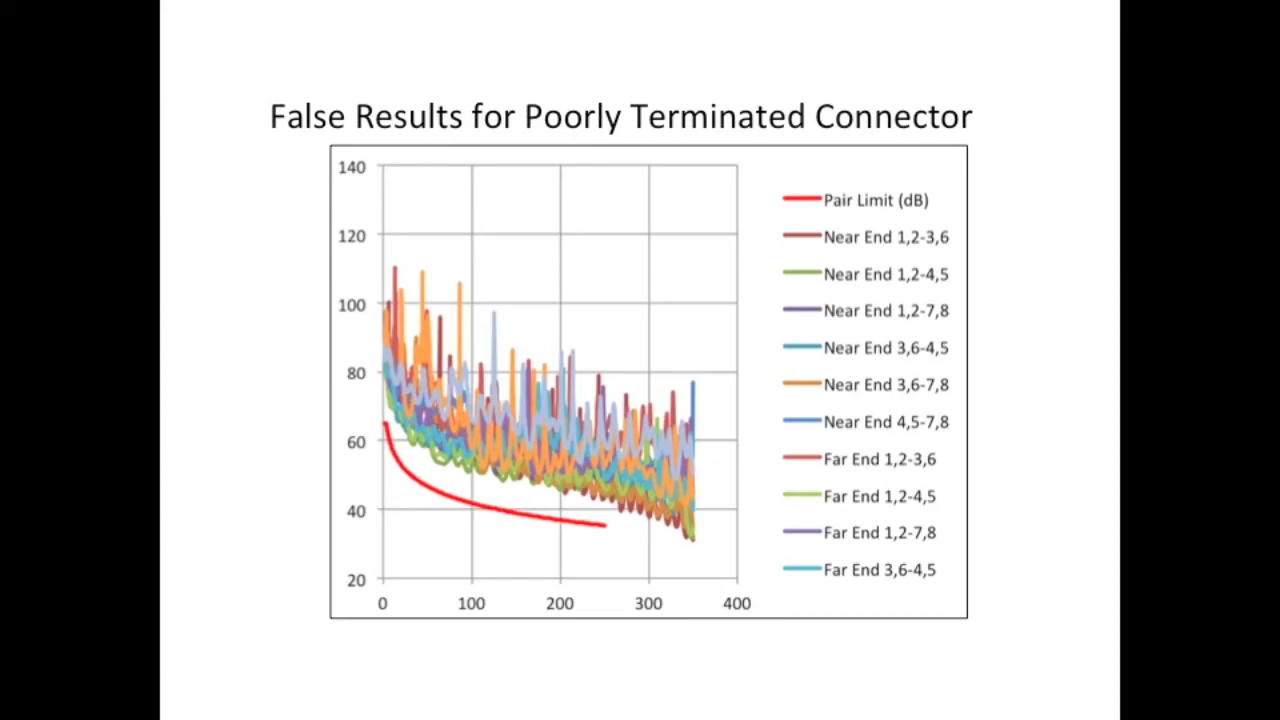 False Results for Poorly Terminated Connector
140
120
100
80
60
40
20
0 100 200 300 400
Pair Limit (dB)
Near End 1,2-3,6
Near End 1,2-4,5
Near End 1,2-7,8
Near End 3,6-4,5
Near End 3,6-7,8
Near End 4,5-7,8
Far End 1,2-3,6
Far End 1,2-4,5
Far End 1,2-7,8
Far End 3,6-4,5